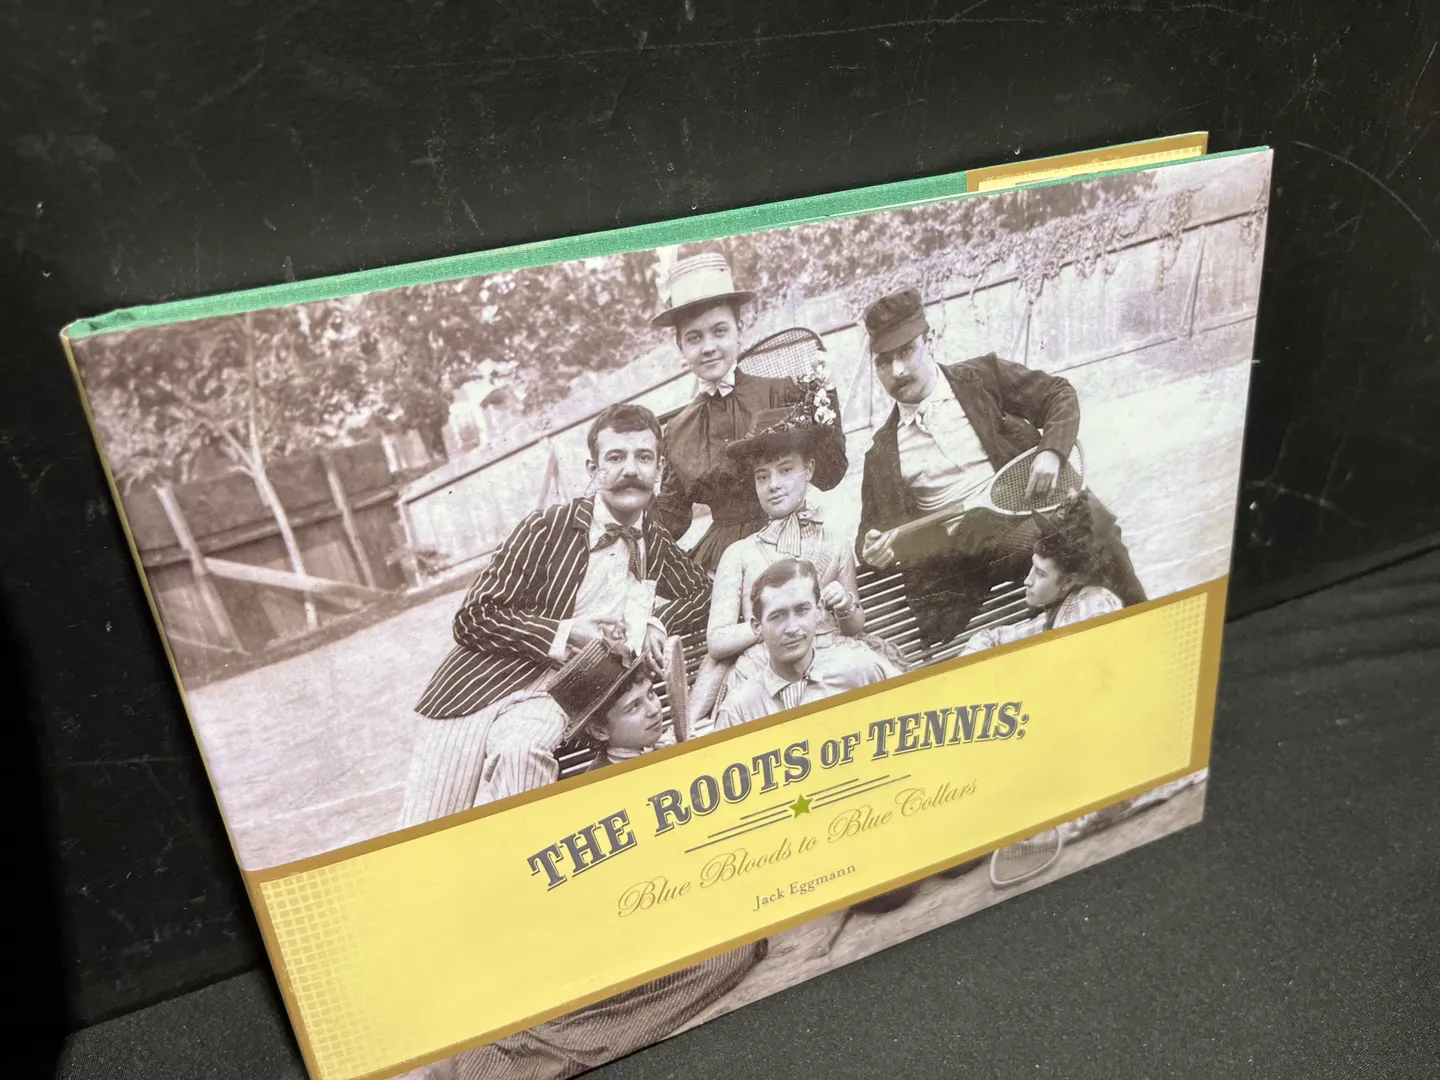 THE ROOTS OF TENNIS:
Blue Bloods to Blue Collars
Jack Eggmann